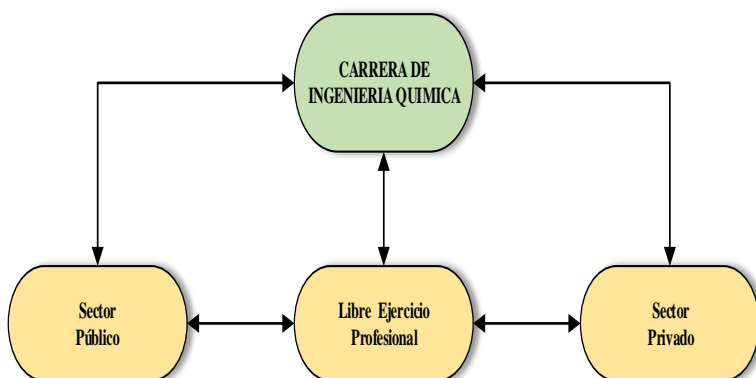 CARRERA DE
INGENIERIA QUIMICA
Sector
Público
Libre Ejercicio
Profesional
Sector
Privado